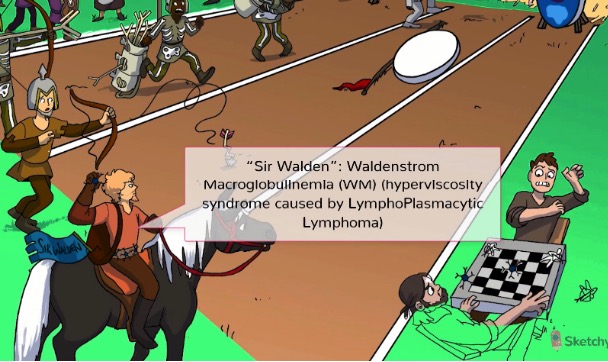 "Sir Walden": Waldenstrom
Macroglobulinemia (WM) (hyperviscosity
syndrome caused by LymphoPlasmacytic
Lymphoma)
SIR WALDEN
Sketchy